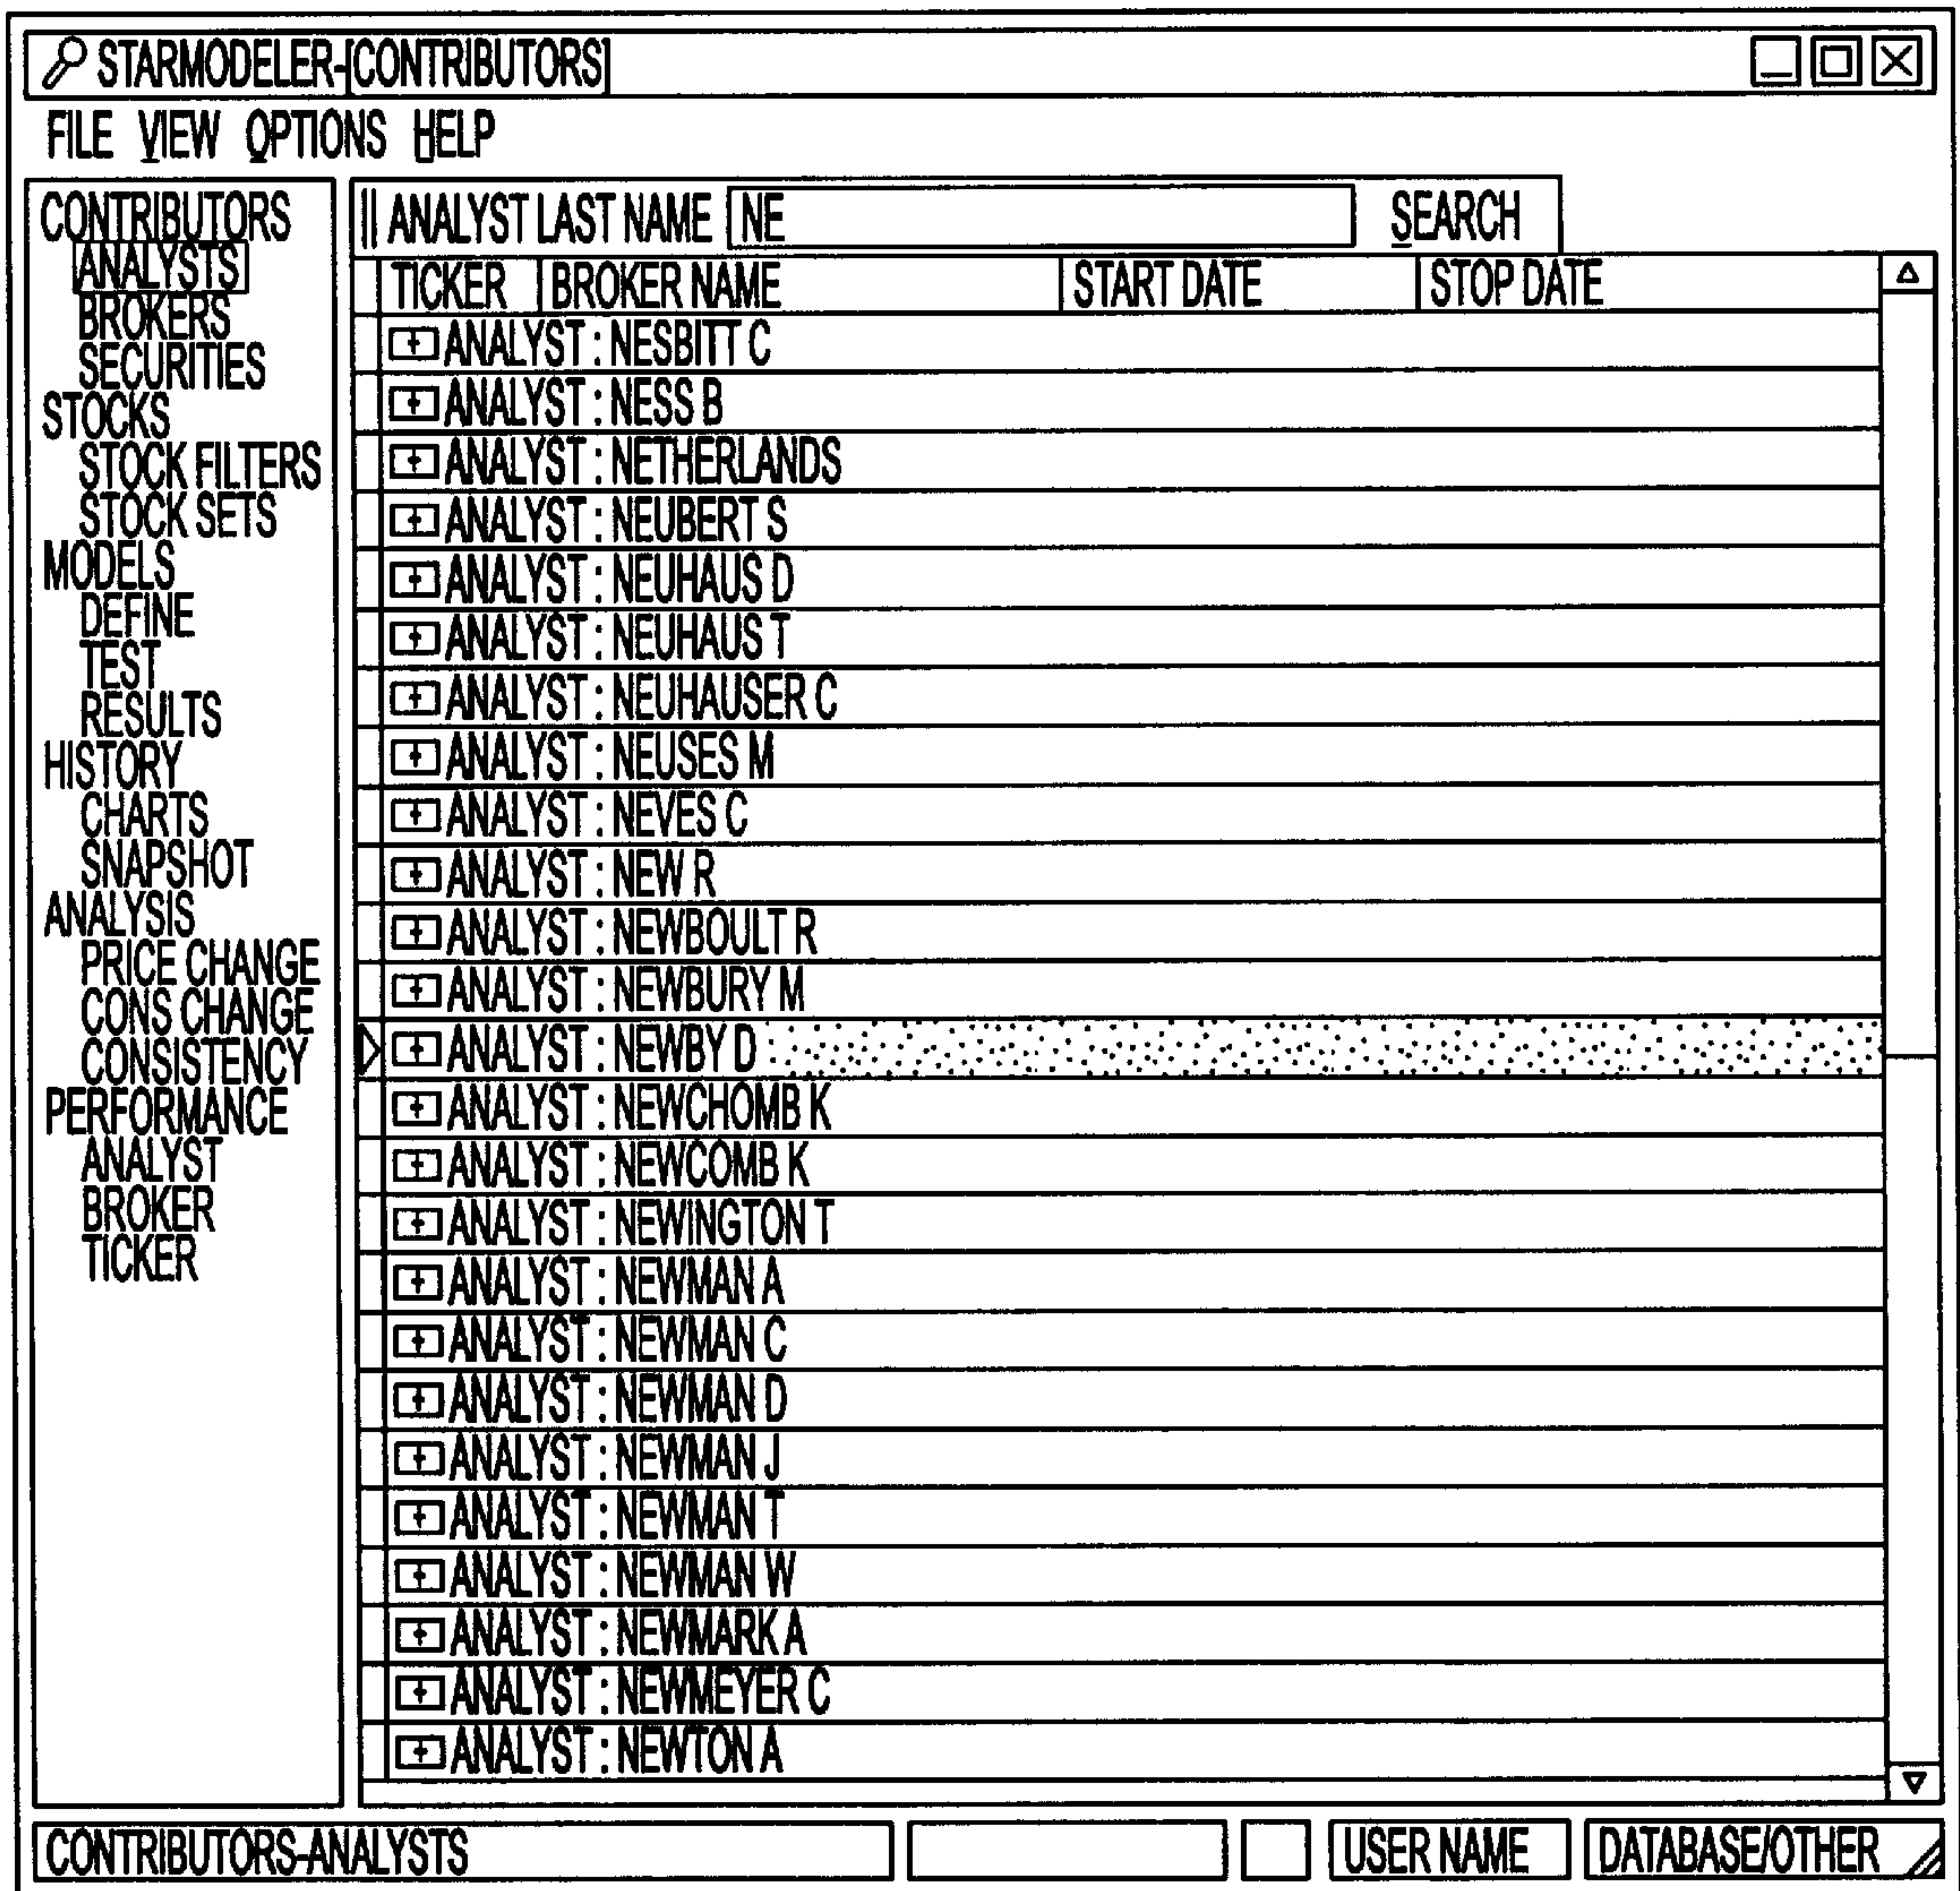 STARMODELER-[CONTRIBUTORS]
FILE VIEW OPTIONS HELP
CONTRIBUTORS
ANALYSTS
BROKERS
SECURITIES
STOCKS
STOCK FILTERS
STOCK SETS
MODELS
DEFINE
TEST
RESULTS
HISTORY
CHARTS
SNAPSHOT
ANALYSIS
PRICE CHANGE
CONS CHANGE
CONSISTENCY
PERFORMANCE
ANALYST
BROKER
TICKER
ANALYST LAST NAME NE SEARCH
TICKER BROKER NAME START DATE STOP DATE
ANALYST : NESBITT C
ANALYST : NESS B
ANALYST : NETHERLANDS
ANALYST : NEUBERT S
ANALYST : NEUHAUS D
ANALYST : NEUHAUS T
ANALYST : NEUHAUSER C
ANALYST : NEUSES M
ANALYST : NEVES C
ANALYST : NEW R
ANALYST : NEWBOULT R
ANALYST : NEWBURY M
ANALYST : NEWBY D
ANALYST : NEWCHOMB K
ANALYST : NEWCOMB K
ANALYST : NEWINGTON T
ANALYST : NEWMAN A
ANALYST : NEWMAN C
ANALYST : NEWMAN D
ANALYST : NEWMAN J
ANALYST : NEWMAN T
ANALYST : NEWMAN W
ANALYST : NEWMARK A
ANALYST : NEWMEYER C
ANALYST : NEWTON A
CONTRIBUTORS-ANALYSTS USER NAME DATABASE/OTHER